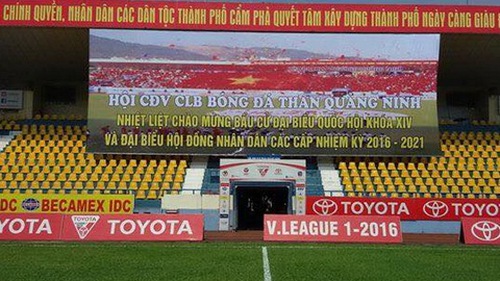 CHÍNH QUYỀN, NHÂN DÂN CÁC DÂN TỘC THÀNH PHỐ CẨM PHẢ QUYẾT TÂM XÂY DỰNG THÀNH PHỐ NGÀY CÀNG GIÀU
HỘI CĐV CLB BÓNG ĐÁ THAN QUẢNG NINH
NHIỆT LIỆT CHÀO MỪNG BẦU CỬ ĐẠI BIỂU QUỐC HỘI KHÓA XIV
VÀ ĐẠI BIỂU HỘI ĐỒNG NHÂN DÂN CÁC CẤP NHIỆM KỲ 2016 - 2021
IDC BECAMEX IDC
TOYOTA
TOYOTA
TOYOTA
TOYOTA
TOYOTA
V.LEAGUE 1-2016
TOYOTA